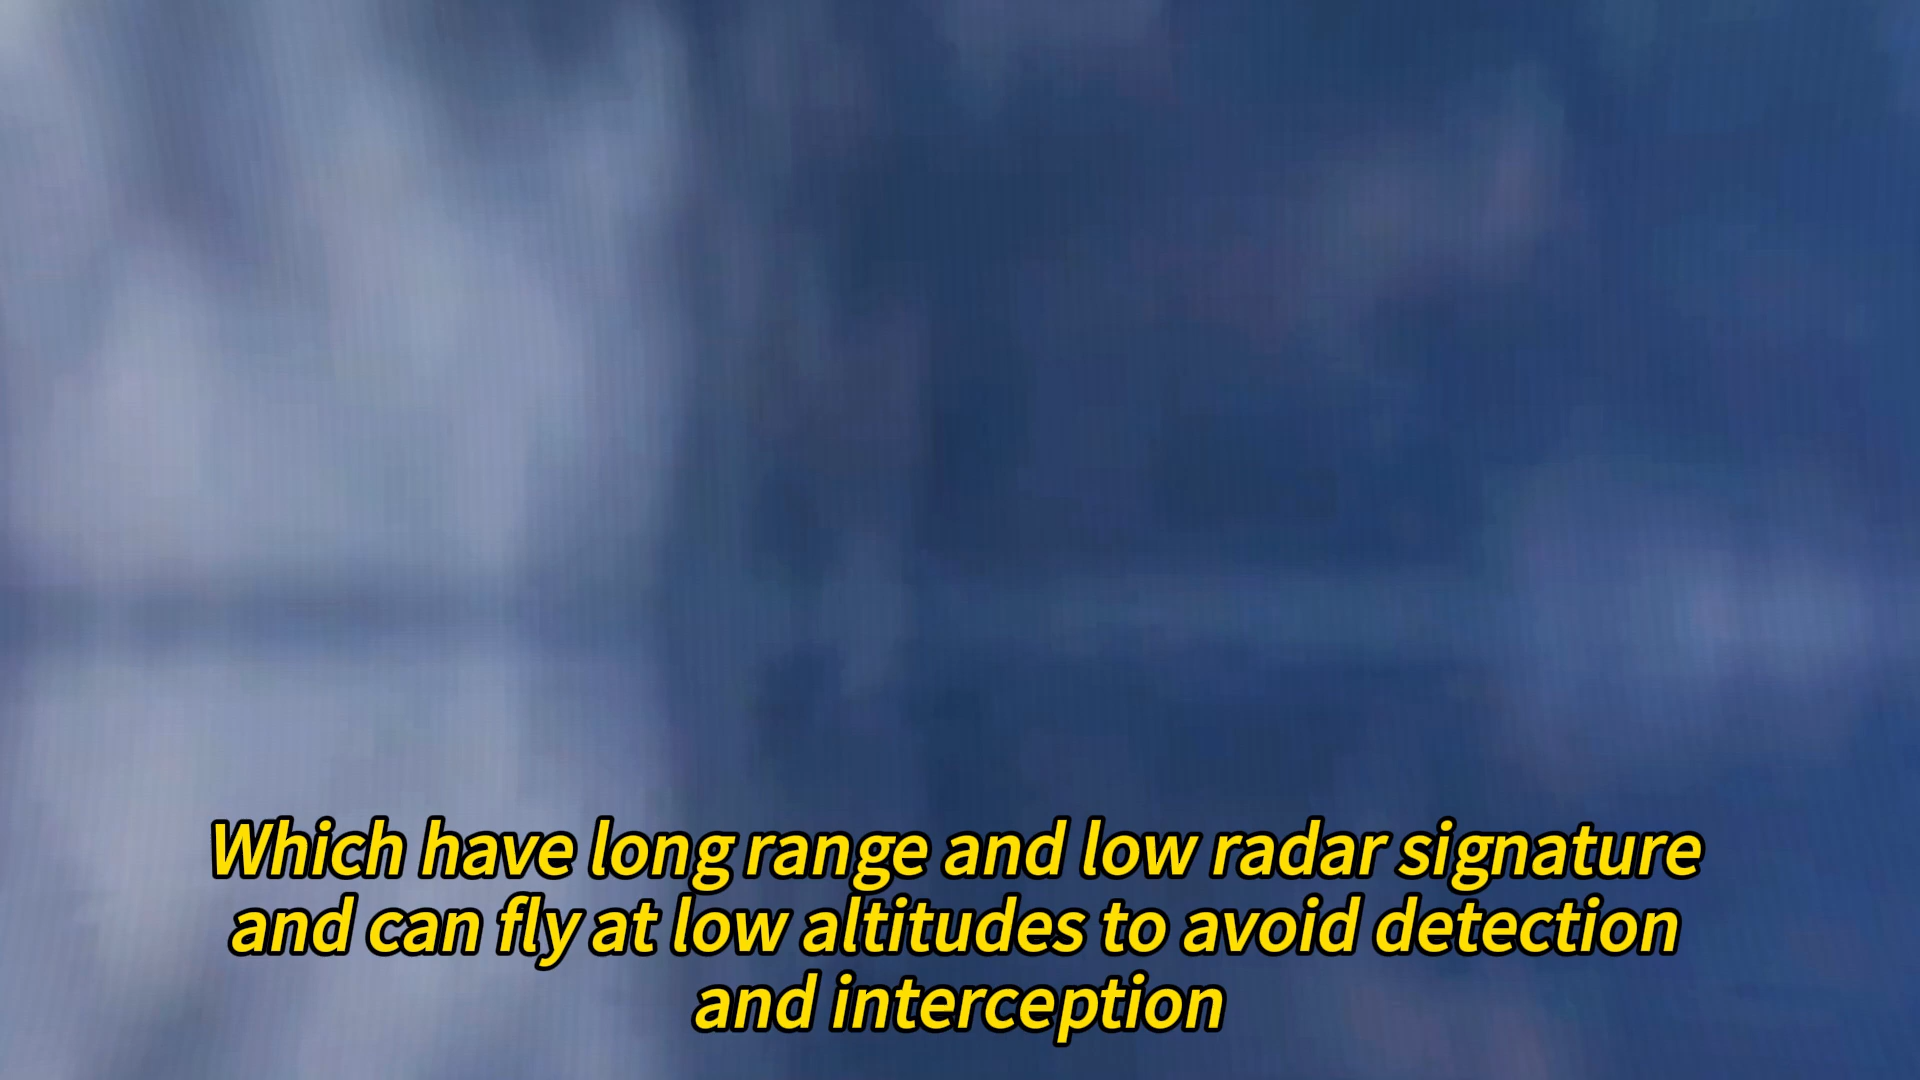 Which have long range and low radar signature
and can fly at low altitudes to avoid detection
and interception